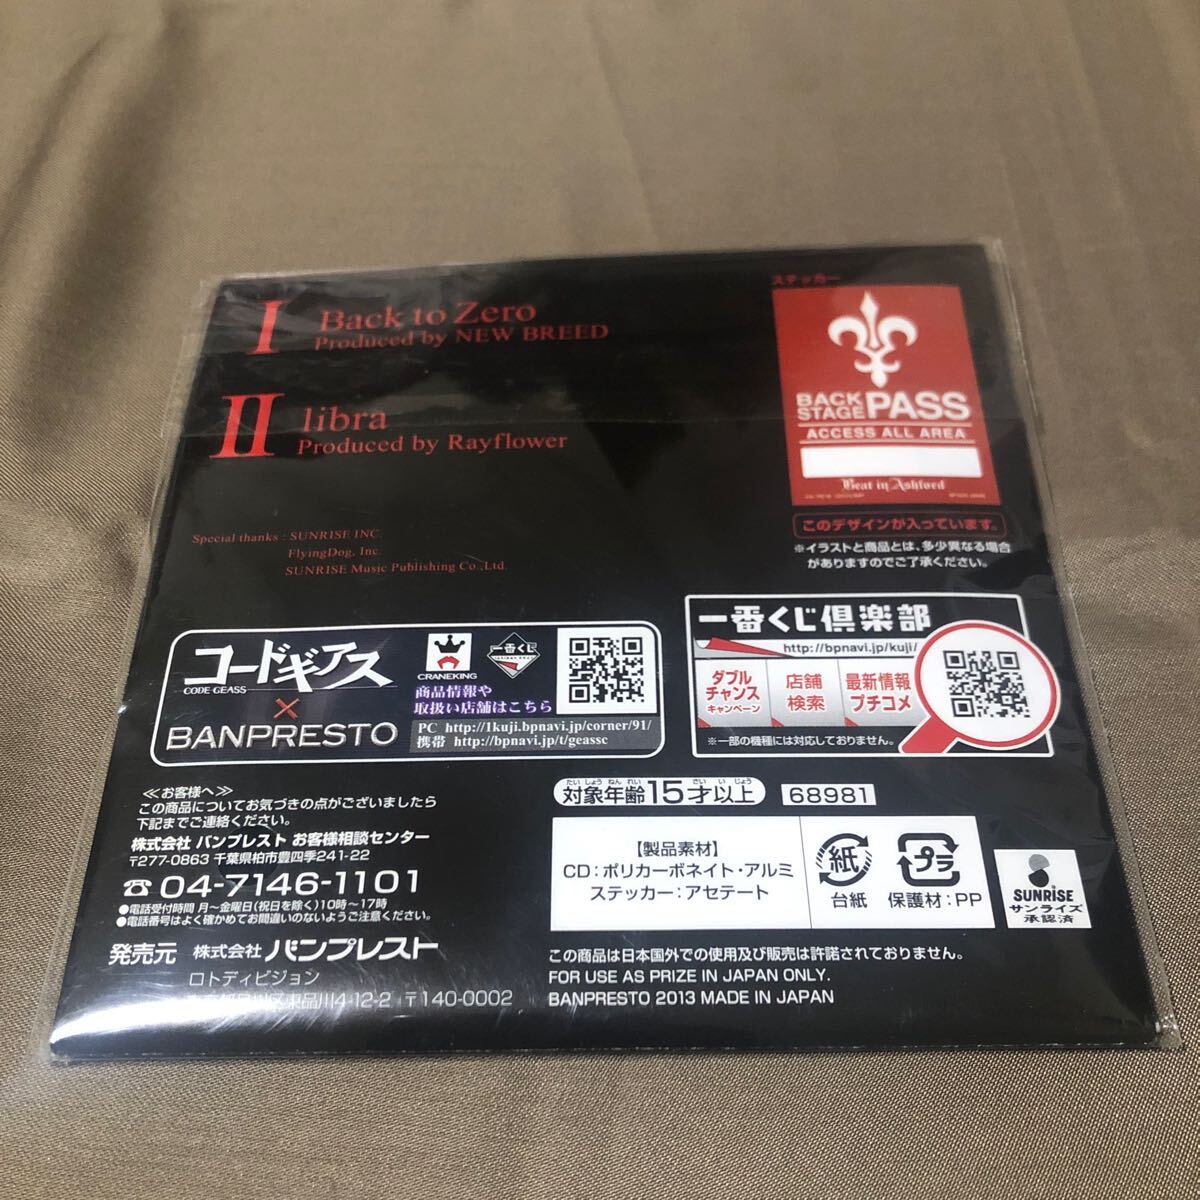 I Back to Zero
Produced by NEW BREED
II libra
Produced by Rayflower
Special thanks : SUNRISE INC.
FlyingDog, Inc.
SUNRISE Music Publishing Co.,Ltd.
ステッカー
BACK STAGE PASS
ACCESS ALL AREA
Beat in Ashford
このデザインが入っています。
※イラストと商品とは、多少異なる場合
がありますのでご了承ください。
コードギアス
CODE GEASS
×
BANPRESTO
CRANEKING
一番くじ
商品情報や
取扱い店舗はこちら
PC http://1kuji.bpnavi.jp/corner/91/
携帯 http://bpnavi.jp/t/geassc
一番くじ倶楽部
http://bpnavi.jp/kuji/
ダブル
チャンス
キャンペーン
店舗
検索
最新情報
プチコメ
※一部の機種には対応しておりません。
≪お客様へ≫
この商品についてお気づきの点がございましたら
下記までご連絡ください。
株式会社 バンプレスト お客様相談センター
〒277-0863 千葉県柏市豊四季241-22
☎ 04-7146-1101
●電話受付時間 月～金曜日(祝日を除く)10時～17時
●電話番号はよく確かめてお間違いのないようご注意ください。
発売元 株式会社 バンプレスト
ロトディビジョン
東品川4-12-2 〒140-0002
たい しょう ねん れい さい い じょう
対象年齢15才以上
68981
【製品素材】
CD：ポリカーボネイト・アルミ
ステッカー：アセテート
紙
台紙
プラ
保護材：PP
SUNRISE
サンライズ
承認済
この商品は日本国外での使用及び販売は許諾されておりません。
FOR USE AS PRIZE IN JAPAN ONLY.
BANPRESTO 2013 MADE IN JAPAN